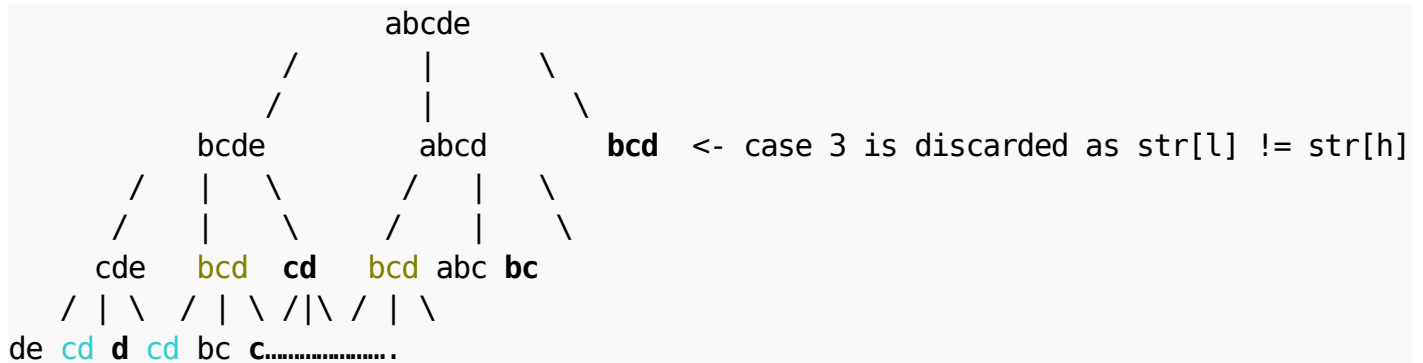 abcde
/ | \
/ | \
bcde abcd bcd <- case 3 is discarded as str[l] != str[h]
/ | \ / | \
/ | \ / | \
cde bcd cd bcd abc bc
/ | \ / | \ /|\ / | \
de cd d cd bc c…………………….